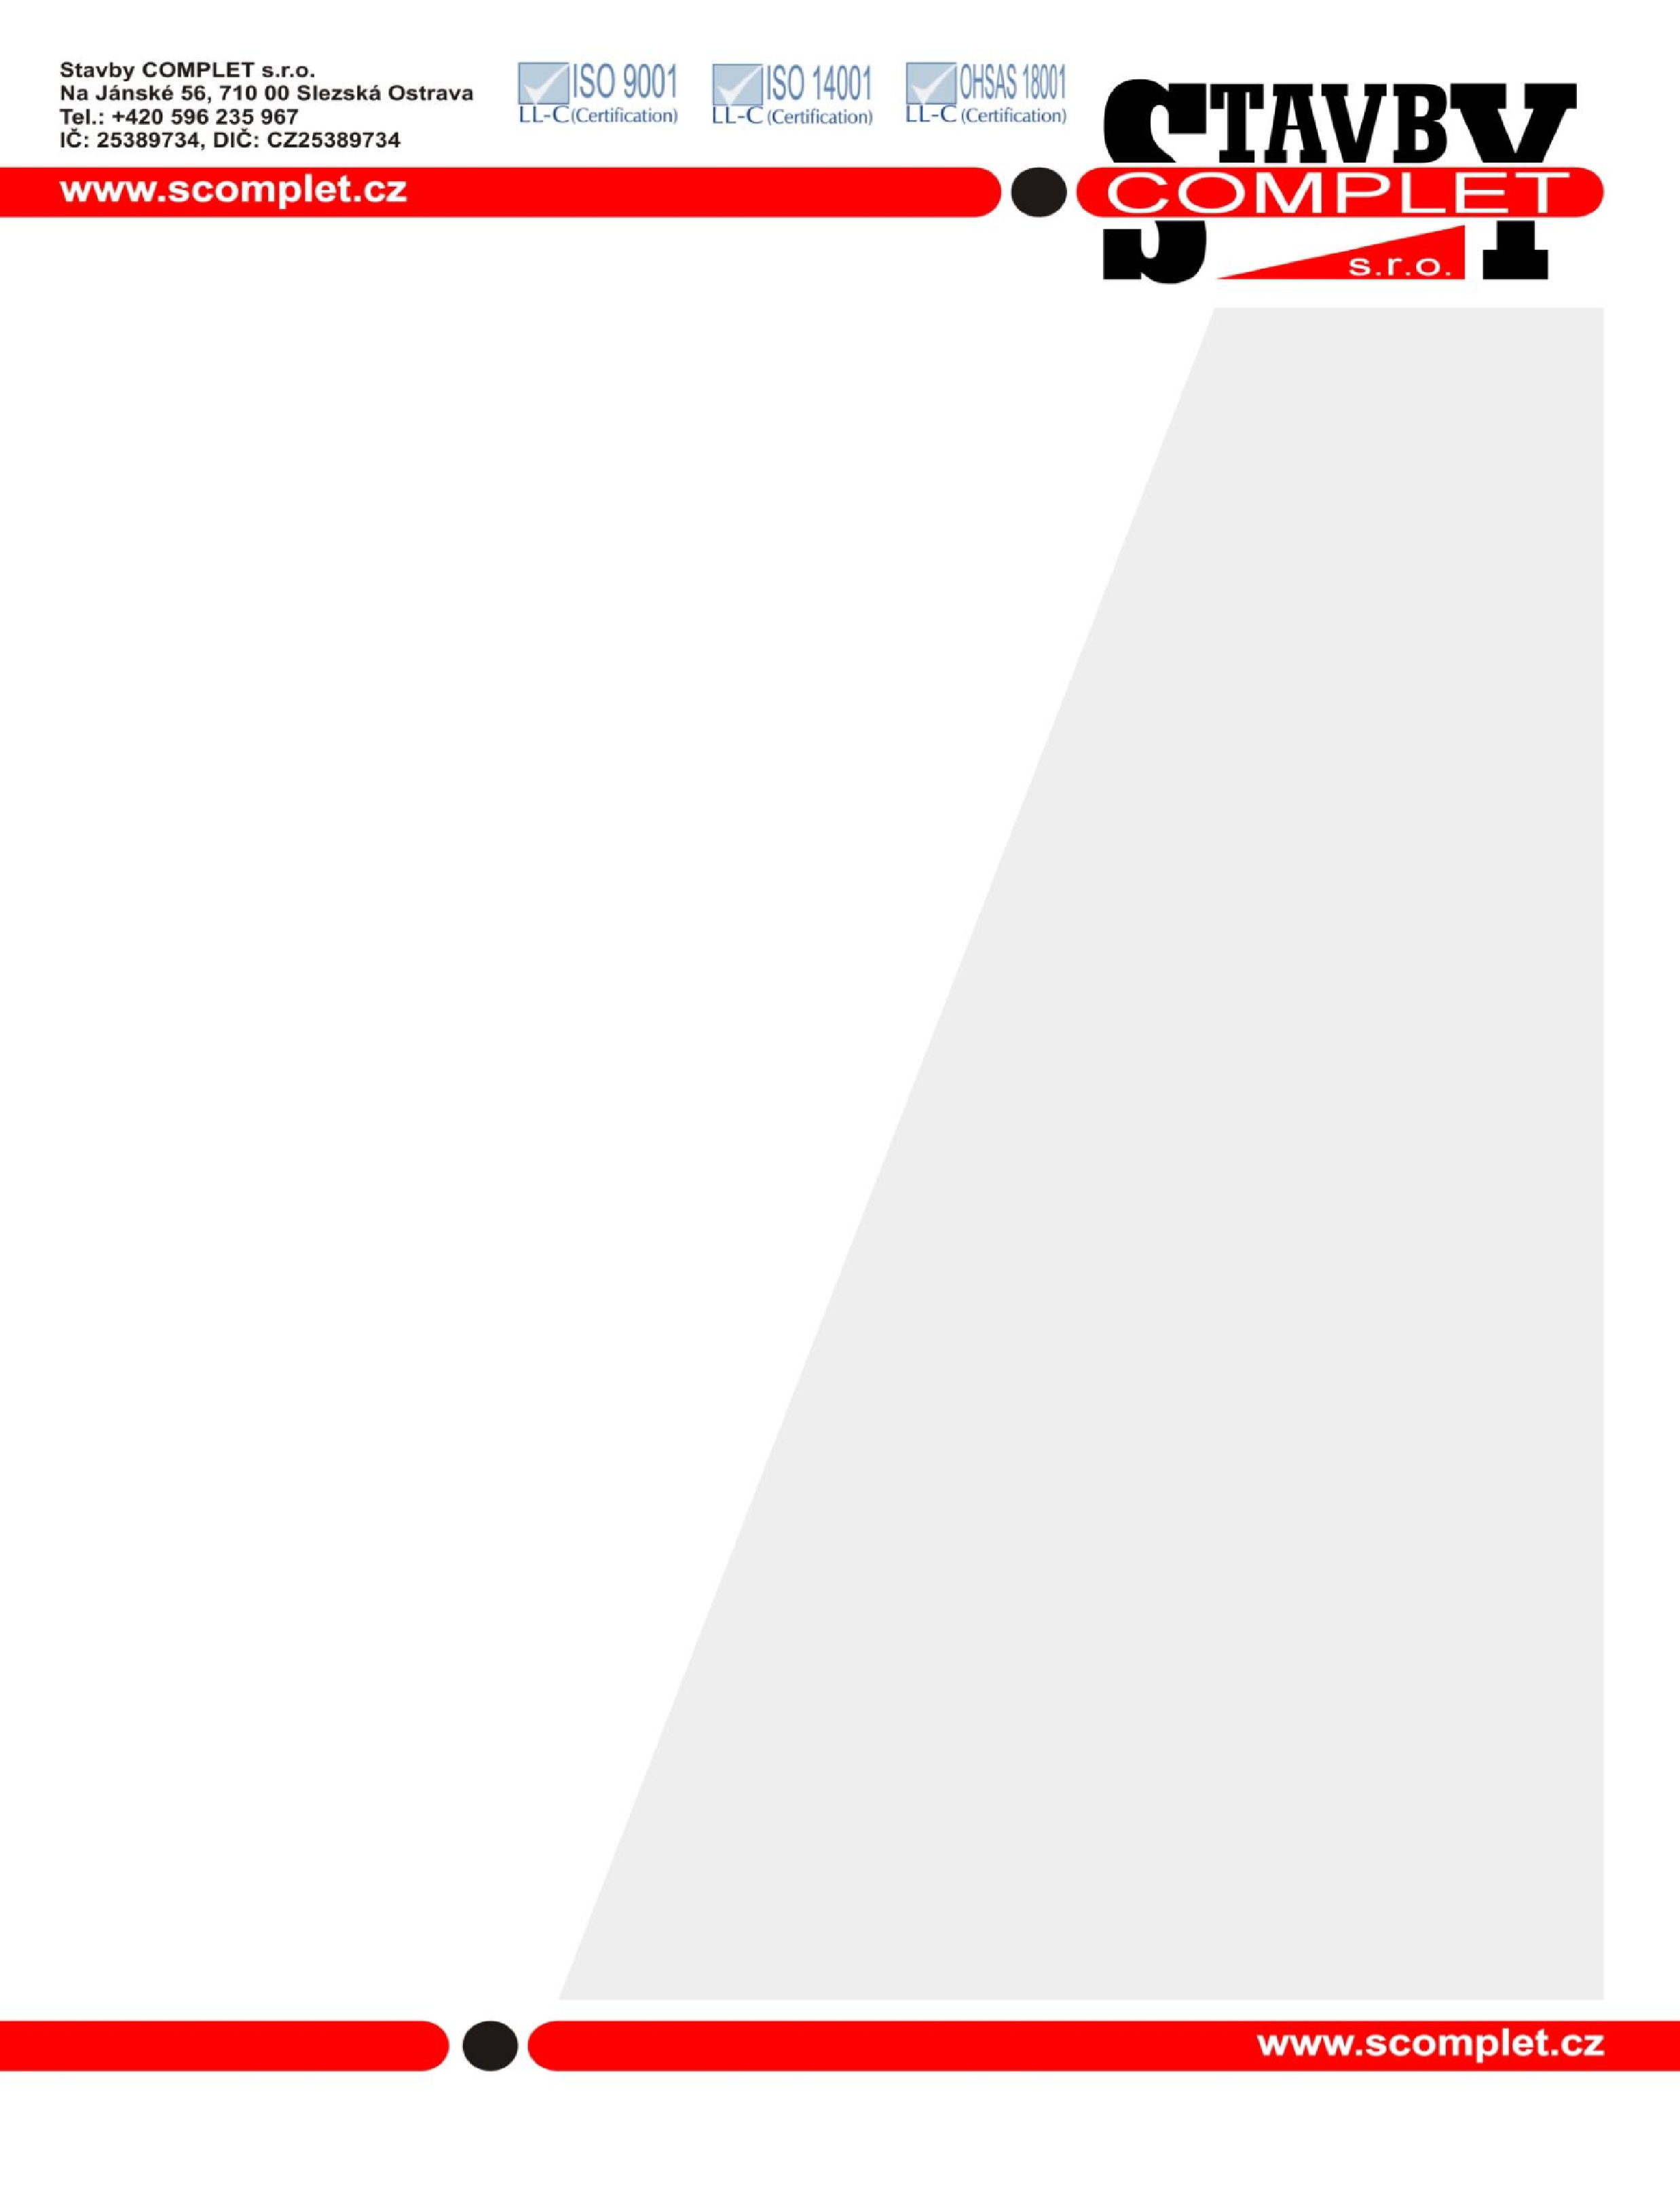 Stavby COMPLET s.r.o.
Na Jánské 56, 710 00 Slezská Ostrava
Tel.: +420 596 235 967
IČ: 25389734, DIČ: CZ25389734
ISO 9001
LL-C (Certification)
ISO 14001
LL-C (Certification)
OHSAS 18001
LL-C (Certification)
STAVBY
COMPLET
s.r.o.
www.scomplet.cz
www.scomplet.cz